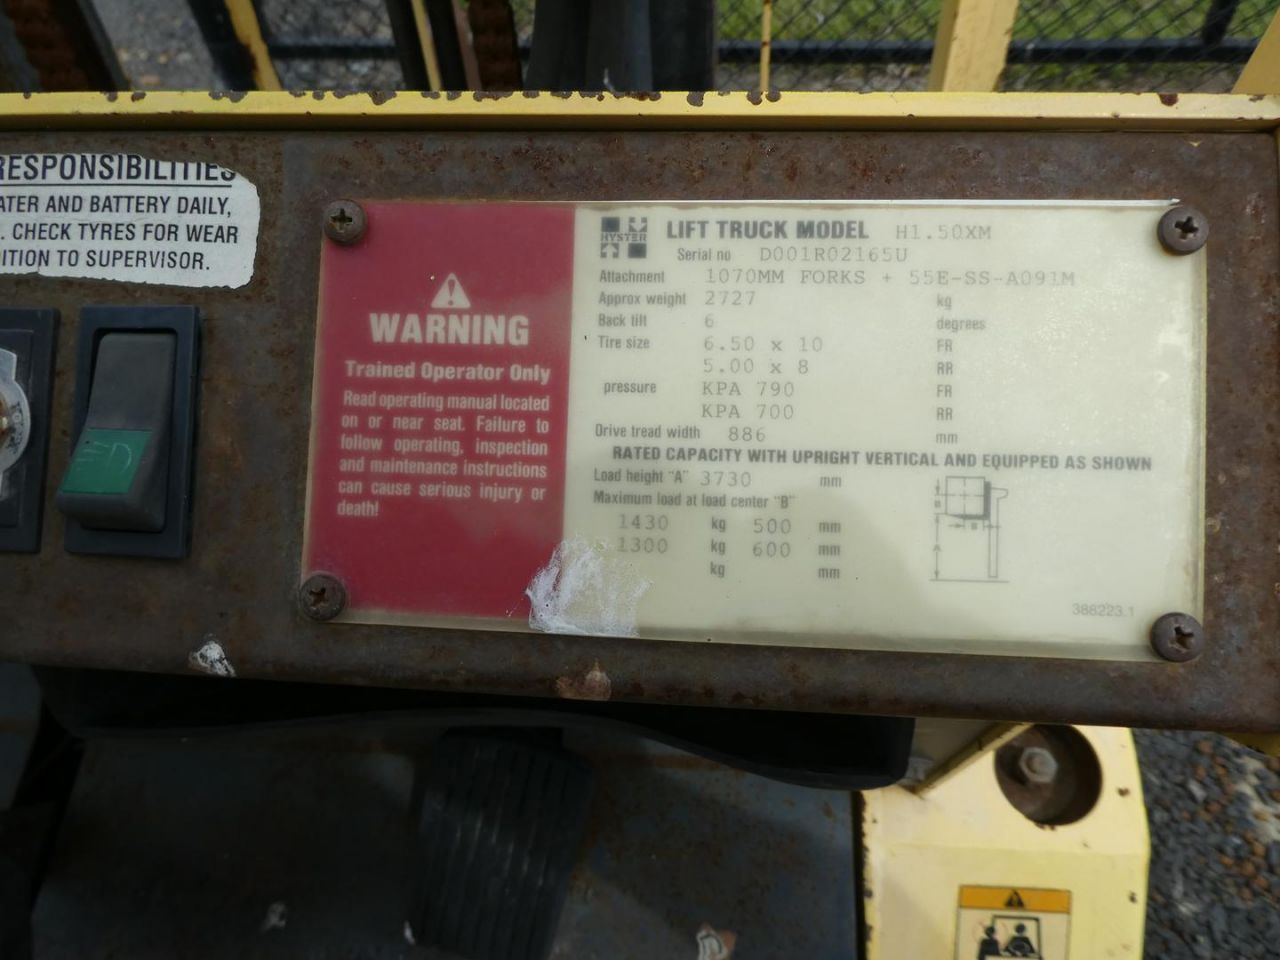 RESPONSIBILITIES
ATER AND BATTERY DAILY,
. CHECK TYRES FOR WEAR
ITION TO SUPERVISOR.
WARNING
Trained Operator Only
Read operating manual located
on or near seat. Failure to
follow operating, inspection
and maintenance instructions
can cause serious injury or
death!
HYSTER
LIFT TRUCK MODEL H1.50XM
Serial no D001R02165U
Attachment 1070MM FORKS + 55E-SS-A091M
Approx weight 2727 kg
Back tilt 6 degrees
Tire size 6.50 x 10 FR
5.00 x 8 RR
pressure KPA 790 FR
KPA 700 RR
Drive tread width 886 mm
RATED CAPACITY WITH UPRIGHT VERTICAL AND EQUIPPED AS SHOWN
Load height "A" 3730 mm
Maximum load at load center "B"
1430 kg 500 mm
1300 kg 600 mm
kg mm
B
B
A
388223.1